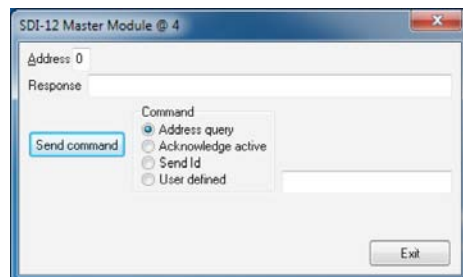 SDI-12 Master Module @ 4
Address 0
Response
Command
Address query
Send command
Acknowledge active
Send Id
User defined
Exit